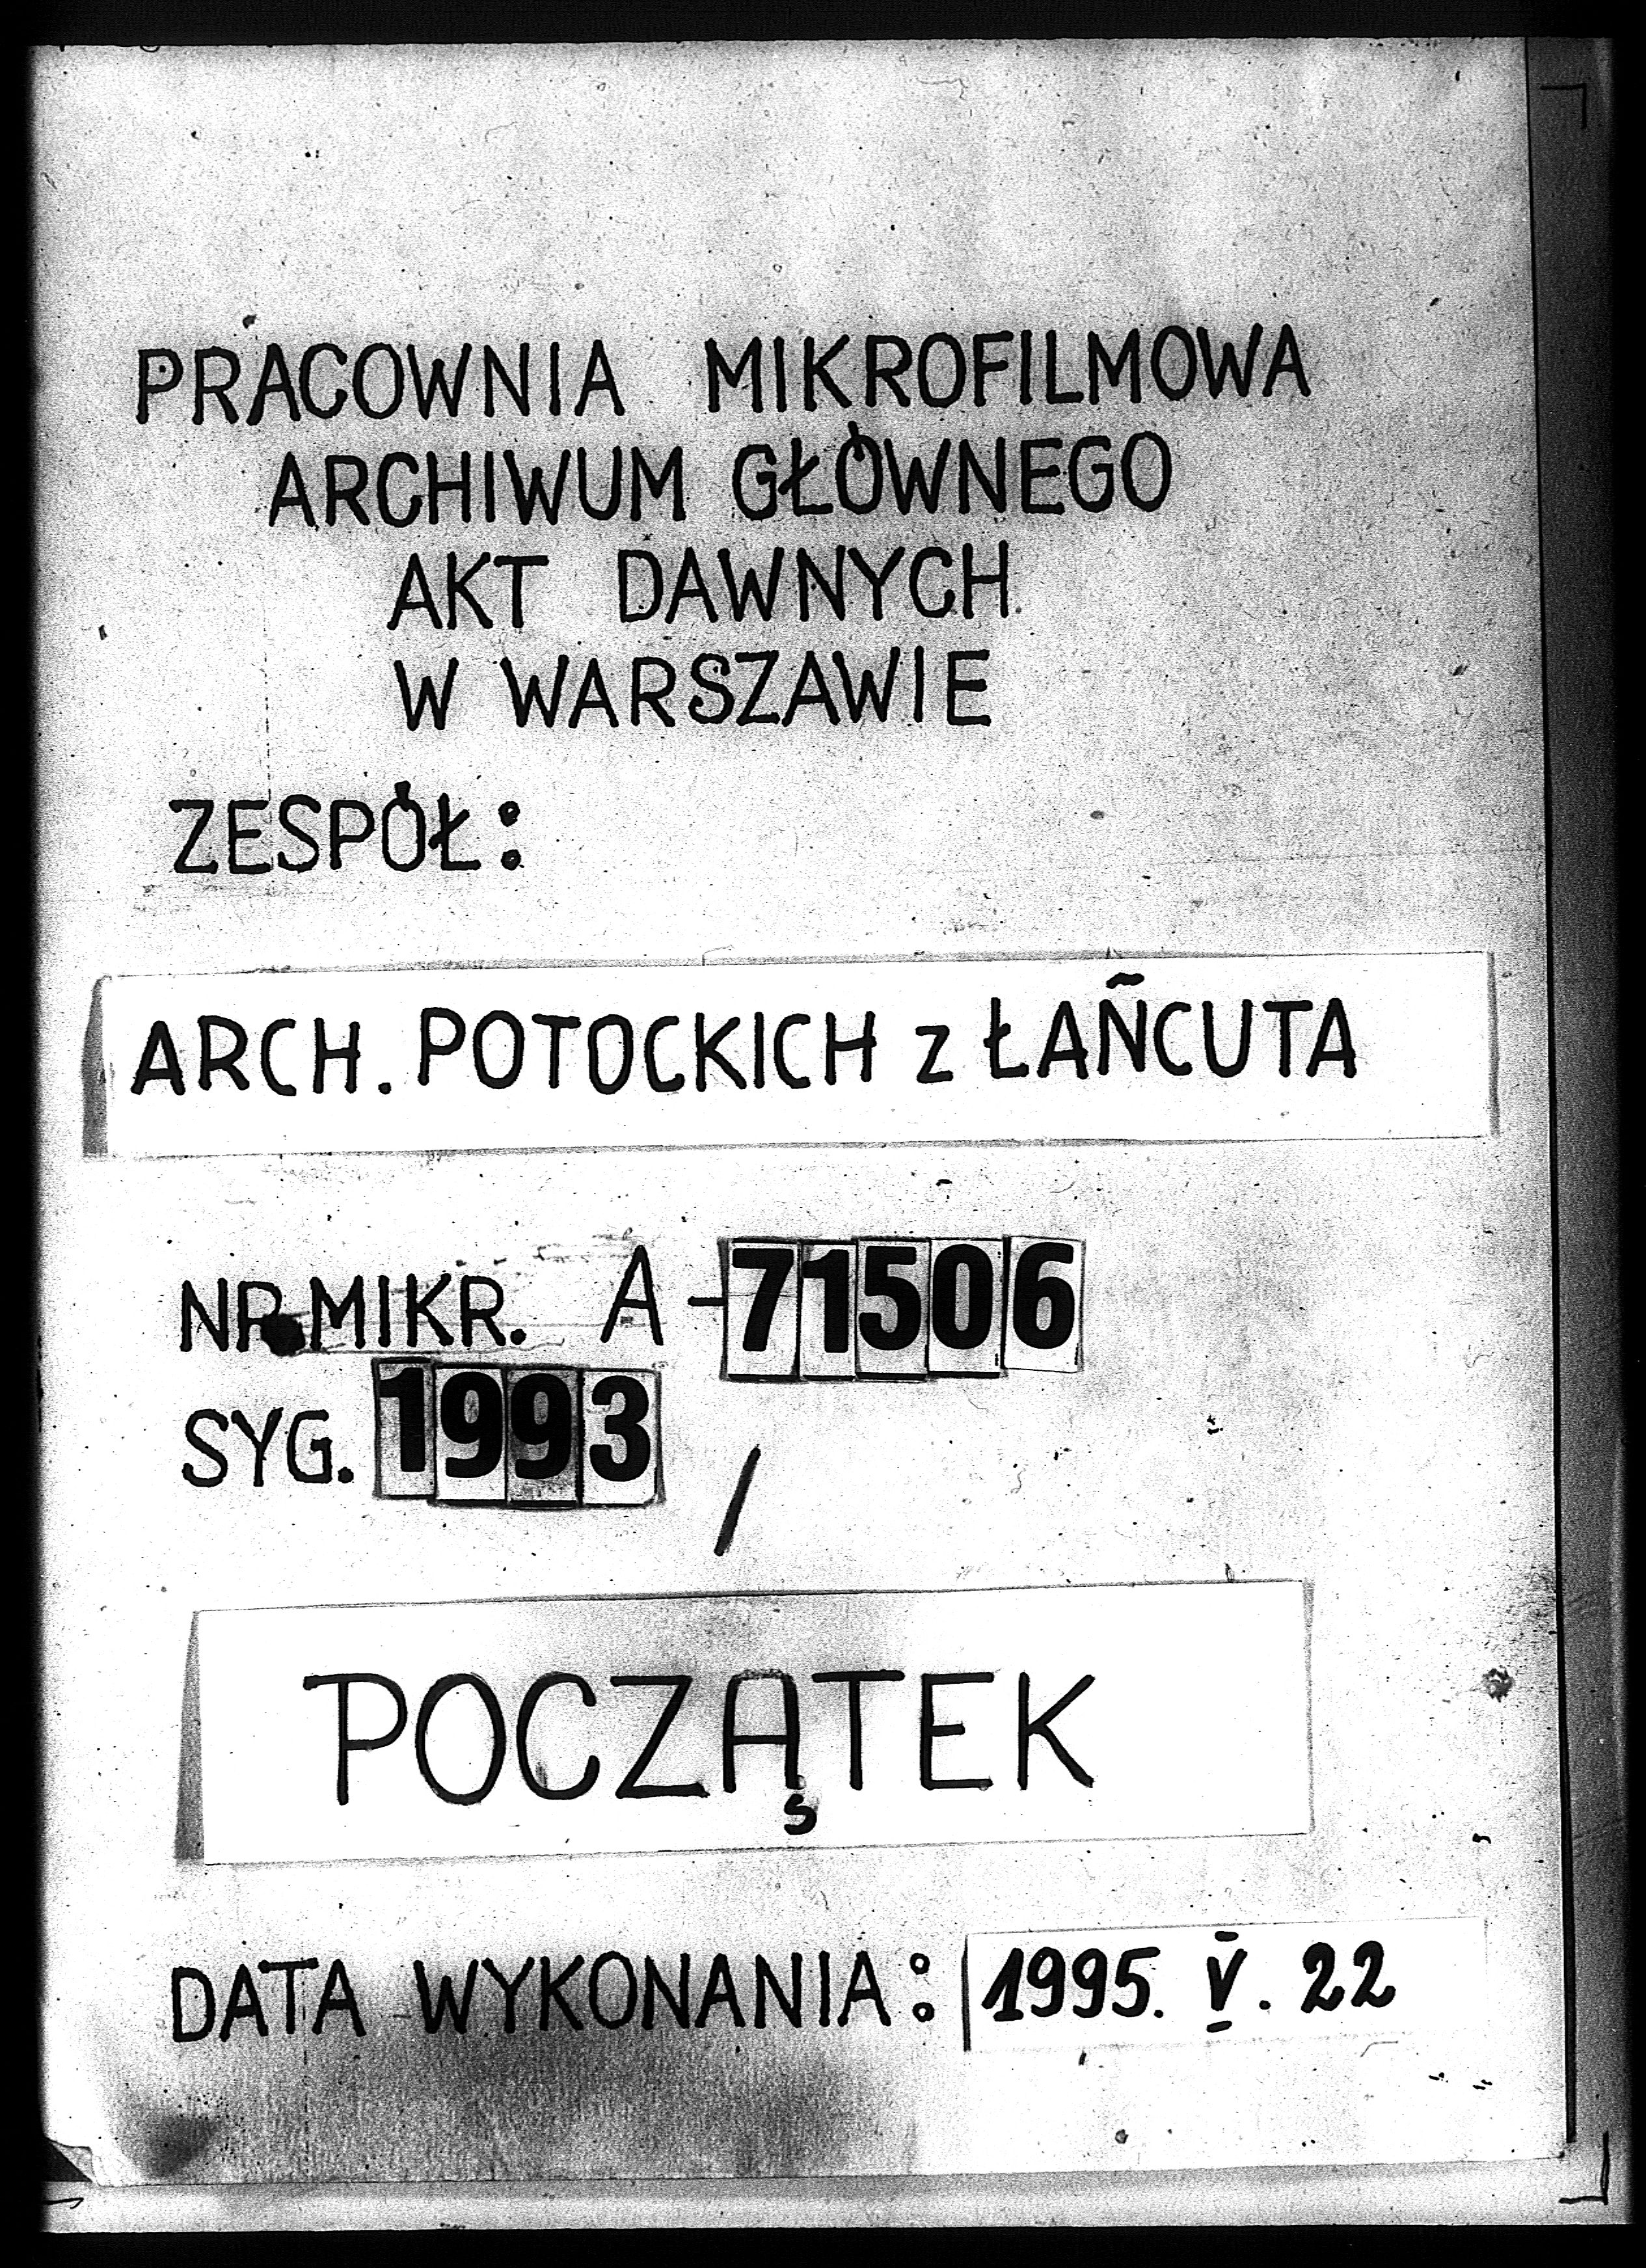 PRACOWNIA MIKROFILMOWA
ARCHIWUM GŁÓWNEGO
AKT DAWNYCH
W WARSZAWIE
ZESPÓŁ:
ARCH. POTOCKICH z ŁAŃCUTA
NR MIKR. A-71506
SYG. 1993 /
POCZĄTEK
DATA WYKONANIA: 1995. V. 22